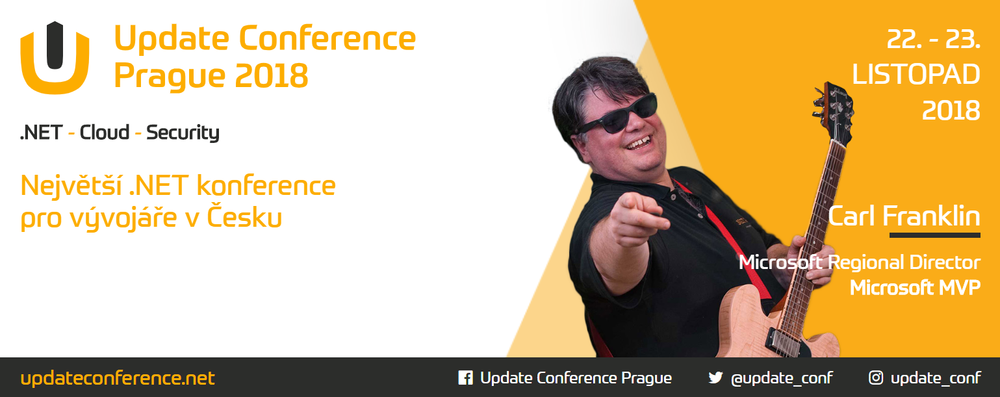 Update Conference
Prague 2018
.NET - Cloud - Security
Největší .NET konference
pro vývojáře v Česku
22. - 23.
LISTOPAD
2018
Carl Franklin
Microsoft Regional Director
Microsoft MVP
updateconference.net
Update Conference Prague
@update_conf
update_conf